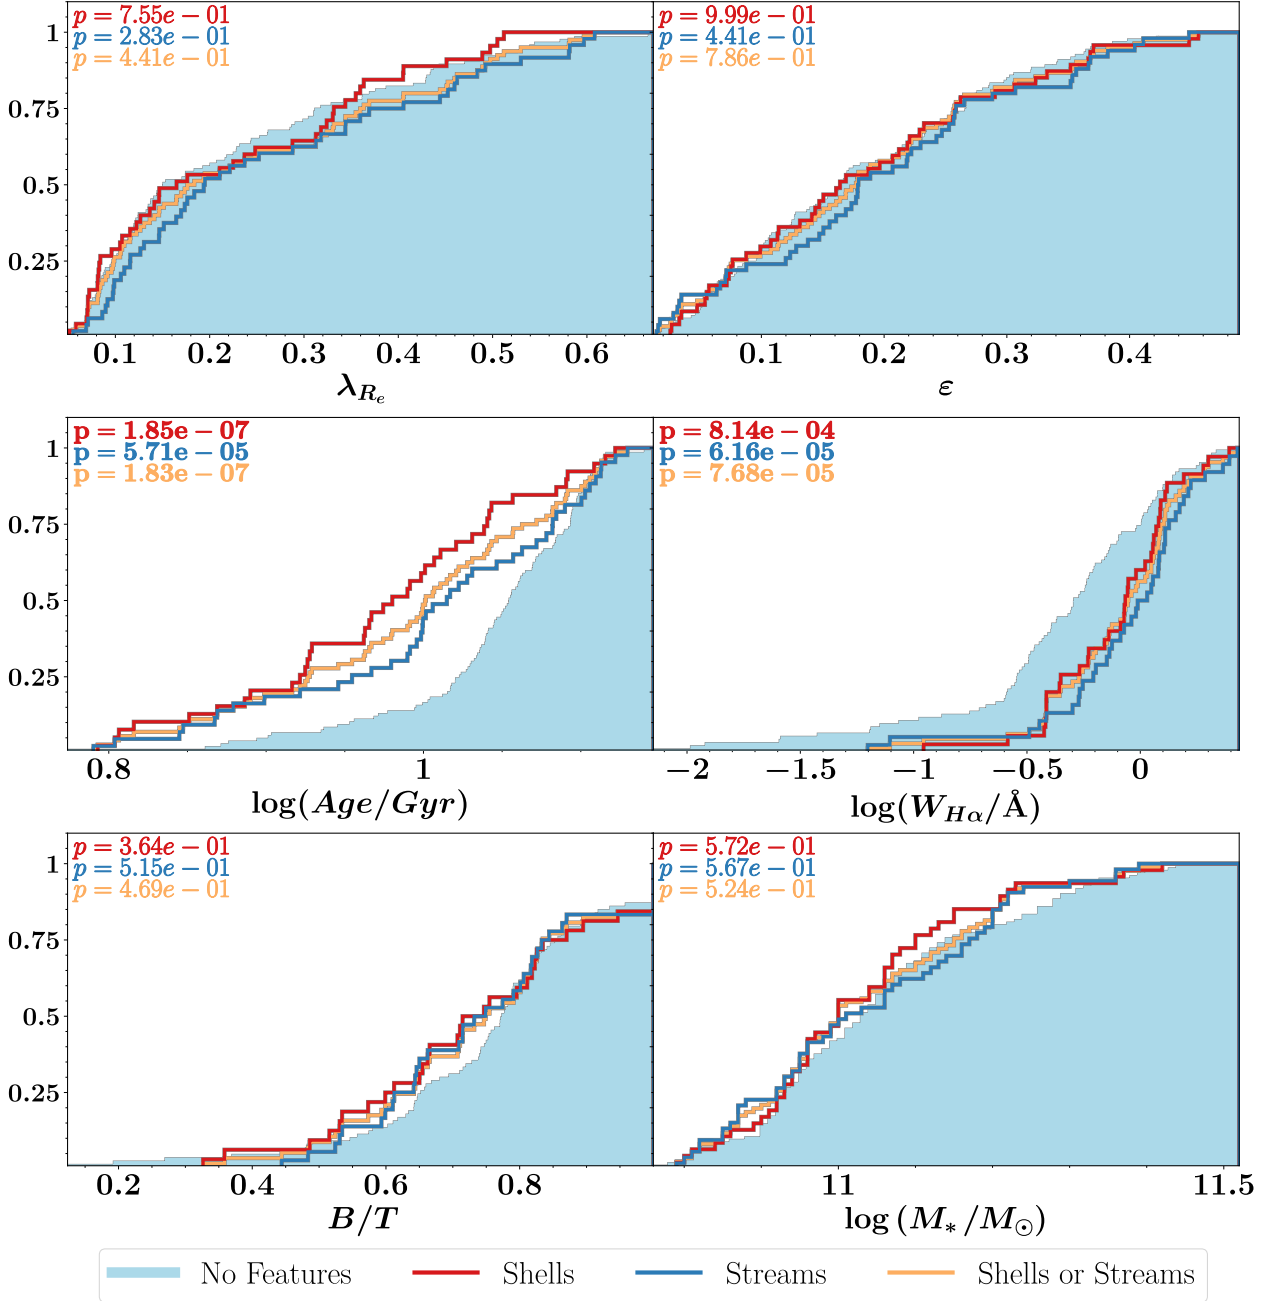 p = 7.55e − 01
p = 2.83e − 01
p = 4.41e − 01
p = 9.99e − 01
p = 4.41e − 01
p = 7.86e − 01
1
0.75
0.5
0.25
0.1 0.2 0.3 0.4 0.5 0.6
0.1 0.2 0.3 0.4
λ_{R_e}
ε
p = 1.85e − 07
p = 5.71e − 05
p = 1.83e − 07
p = 8.14e − 04
p = 6.16e − 05
p = 7.68e − 05
1
0.75
0.5
0.25
0.8 1
−2 −1.5 −1 −0.5 0
log(Age/Gyr)
log(W_{Hα}/Å)
p = 3.64e − 01
p = 5.15e − 01
p = 4.69e − 01
p = 5.72e − 01
p = 5.67e − 01
p = 5.24e − 01
1
0.75
0.5
0.25
0.2 0.4 0.6 0.8
11 11.5
B/T
log (M_*/M_⊙)
No Features Shells Streams Shells or Streams